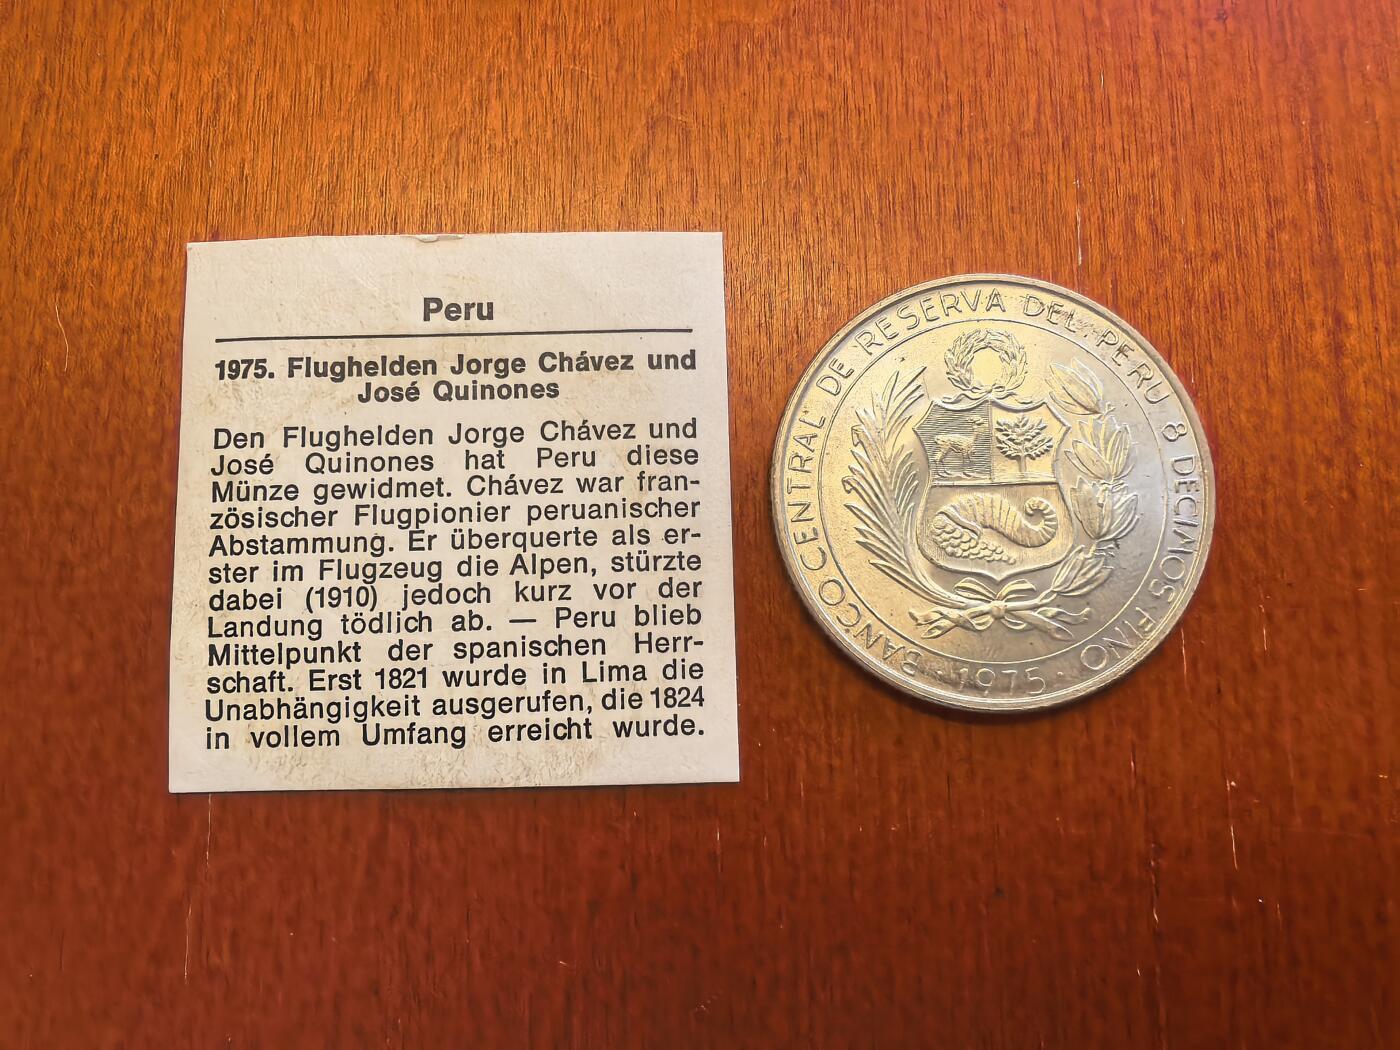 Peru
1975. Flughelden Jorge Chávez und
José Quinones
Den Flughelden Jorge Chávez und
José Quinones hat Peru diese
Münze gewidmet. Chávez war fran-
zösischer Flugpionier peruanischer
Abstammung. Er überquerte als er-
ster im Flugzeug die Alpen, stürzte
dabei (1910) jedoch kurz vor der
Landung tödlich ab. — Peru blieb
Mittelpunkt der spanischen Herr-
schaft. Erst 1821 wurde in Lima die
Unabhängigkeit ausgerufen, die 1824
in vollem Umfang erreicht wurde.
BANCO CENTRAL DE RESERVA DEL PERU 8 DECIMOS FINO
· 1975 ·